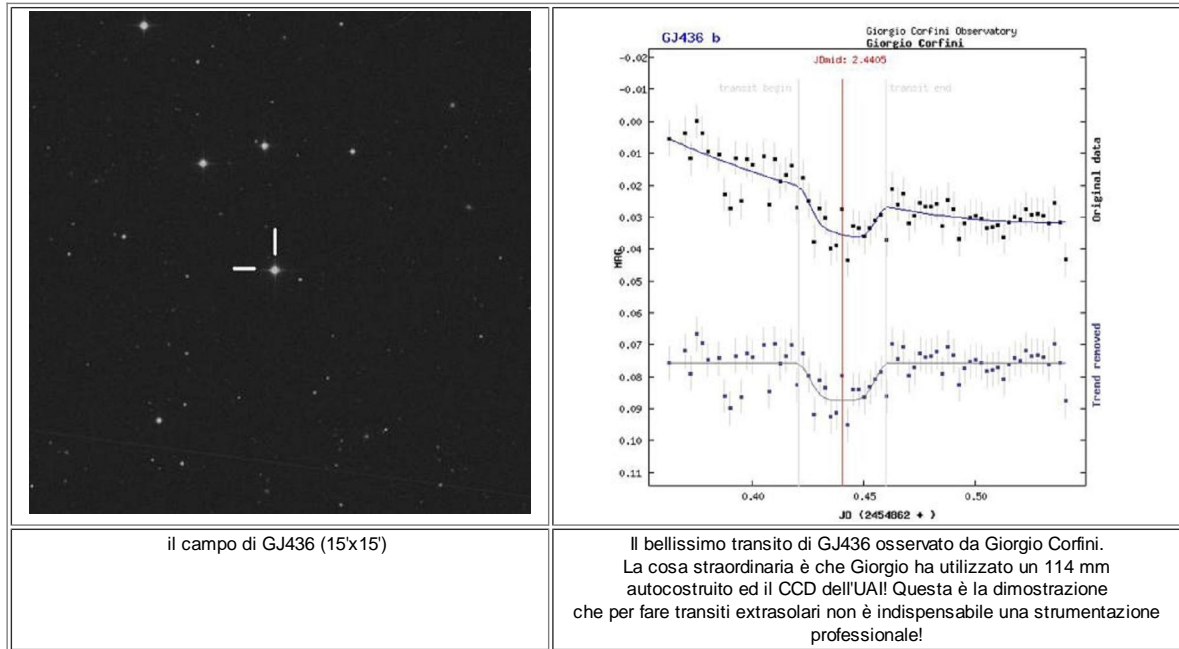 il campo di GJ436 (15'x15')
GJ436 b
Giorgio Corfini Observatory
Giorgio Corfini
JDmid: 2.4405
transit begin
transit end
-0.02
-0.01
0.00
0.01
0.02
0.03
0.04
0.05
0.06
0.07
0.08
0.09
0.10
0.11
MAG
Original data
Trend removed
0.40
0.45
0.50
JD (2454862 + )
Il bellissimo transito di GJ436 osservato da Giorgio Corfini.
La cosa straordinaria è che Giorgio ha utilizzato un 114 mm
autocostruito ed il CCD dell'UAI! Questa è la dimostrazione
che per fare transiti extrasolari non è indispensabile una strumentazione
professionale!